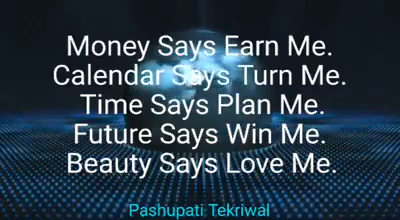 Money Says Earn Me.
Calendar Says Turn Me.
Time Says Plan Me.
Future Says Win Me.
Beauty Says Love Me.
Pashupati Tekriwal